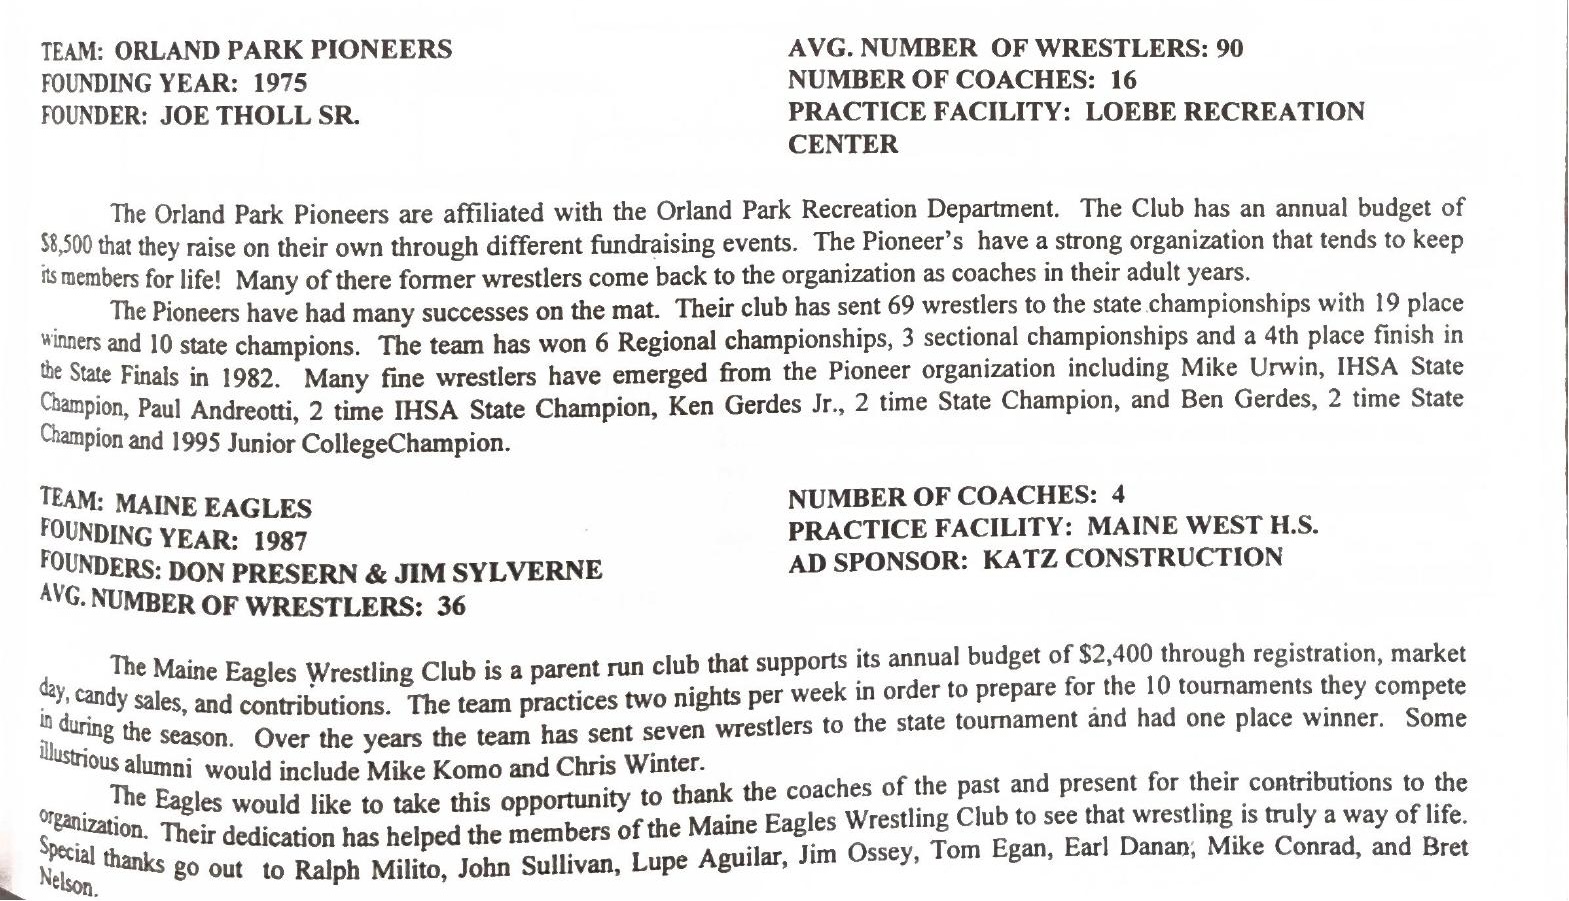 TEAM: ORLAND PARK PIONEERS
FOUNDING YEAR: 1975
FOUNDER: JOE THOLL SR.
AVG. NUMBER OF WRESTLERS: 90
NUMBER OF COACHES: 16
PRACTICE FACILITY: LOEBE RECREATION
CENTER
The Orland Park Pioneers are affiliated with the Orland Park Recreation Department. The Club has an annual budget of
$8,500 that they raise on their own through different fundraising events. The Pioneer's have a strong organization that tends to keep
its members for life! Many of there former wrestlers come back to the organization as coaches in their adult years.
The Pioneers have had many successes on the mat. Their club has sent 69 wrestlers to the state championships with 19 place
winners and 10 state champions. The team has won 6 Regional championships, 3 sectional championships and a 4th place finish in
the State Finals in 1982. Many fine wrestlers have emerged from the Pioneer organization including Mike Urwin, IHSA State
Champion, Paul Andreotti, 2 time IHSA State Champion, Ken Gerdes Jr., 2 time State Champion, and Ben Gerdes, 2 time State
Champion and 1995 Junior CollegeChampion.
TEAM: MAINE EAGLES
FOUNDING YEAR: 1987
FOUNDERS: DON PRESERN & JIM SYLVERNE
AVG. NUMBER OF WRESTLERS: 36
NUMBER OF COACHES: 4
PRACTICE FACILITY: MAINE WEST H.S.
AD SPONSOR: KATZ CONSTRUCTION
The Maine Eagles Wrestling Club is a parent run club that supports its annual budget of $2,400 through registration, market
day, candy sales, and contributions. The team practices two nights per week in order to prepare for the 10 tournaments they compete
in during the season. Over the years the team has sent seven wrestlers to the state tournament and had one place winner. Some
illustrious alumni would include Mike Komo and Chris Winter.
The Eagles would like to take this opportunity to thank the coaches of the past and present for their contributions to the
organization. Their dedication has helped the members of the Maine Eagles Wrestling Club to see that wrestling is truly a way of life.
Special thanks go out to Ralph Milito, John Sullivan, Lupe Aguilar, Jim Ossey, Tom Egan, Earl Danan, Mike Conrad, and Bret
Nelson.